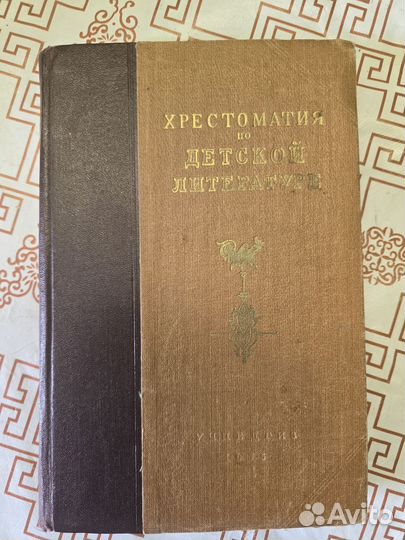 ХРЕСТОМАТИЯ
ПО
ДЕТСКОЙ
ЛИТЕРАТУРЕ
УЧПЕДГИЗ
Avito